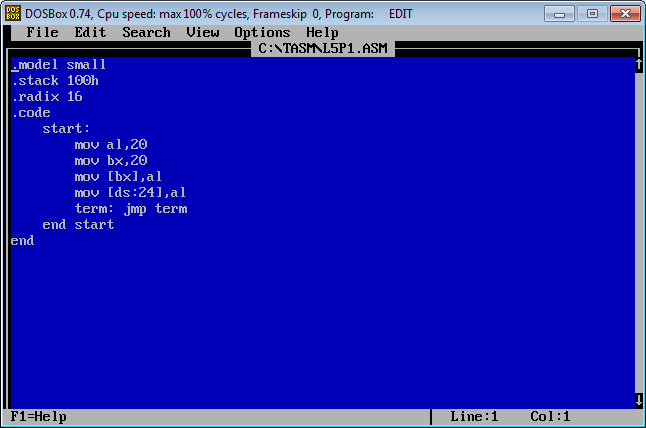 DOS BOX DOSBox 0.74, Cpu speed: max 100% cycles, Frameskip 0, Program: EDIT
File Edit Search View Options Help
C:\TASM\L5P1.ASM
.model small
.stack 100h
.radix 16
.code
start:
mov al,20
mov bx,20
mov [bx],al
mov [ds:24],al
term: jmp term
end start
end
F1=Help Line:1 Col:1